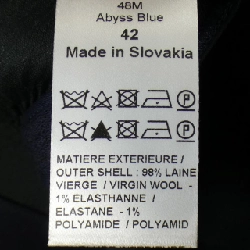 48M
Abyss Blue
42
Made in Slovakia
P
P
MATIERE EXTERIEURE /
OUTER SHELL : 98% LAINE
VIERGE / VIRGIN WOOL -
1% ELASTHANNE /
ELASTANE - 1%
POLYAMIDE / POLYAMID